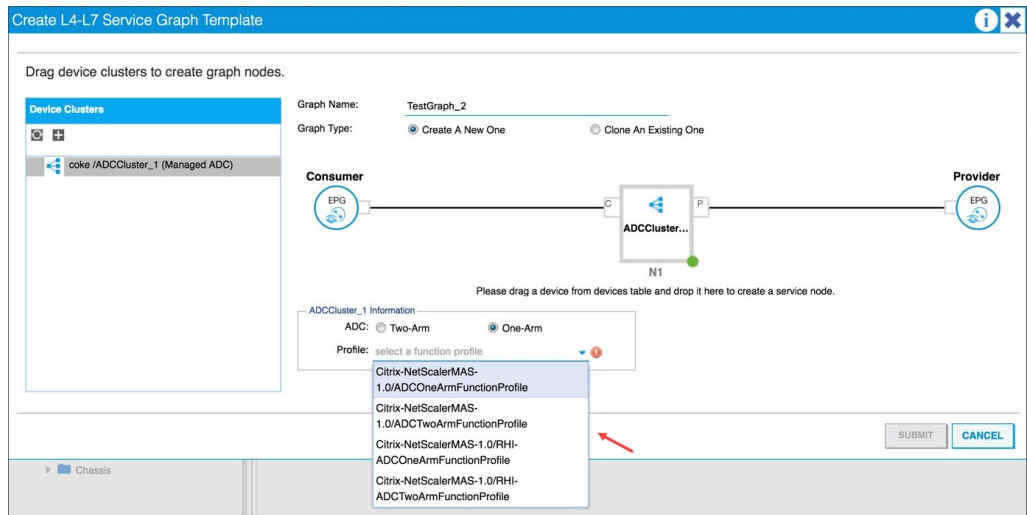 Create L4-L7 Service Graph Template
i
Drag device clusters to create graph nodes.
Device Clusters
coke /ADCCluster_1 (Managed ADC)
Graph Name:
TestGraph_2
Graph Type:
Create A New One
Clone An Existing One
Consumer
EPG
C
ADCCluster...
P
N1
Provider
EPG
Please drag a device from devices table and drop it here to create a service node.
ADCCluster_1 Information
ADC:
Two-Arm
One-Arm
Profile:
select a function profile
Citrix-NetScalerMAS-
1.0/ADCOneArmFunctionProfile
Citrix-NetScalerMAS-
1.0/ADCTwoArmFunctionProfile
Citrix-NetScalerMAS-1.0/RHI-
ADCOneArmFunctionProfile
Citrix-NetScalerMAS-1.0/RHI-
ADCTwoArmFunctionProfile
SUBMIT
CANCEL
Chassis